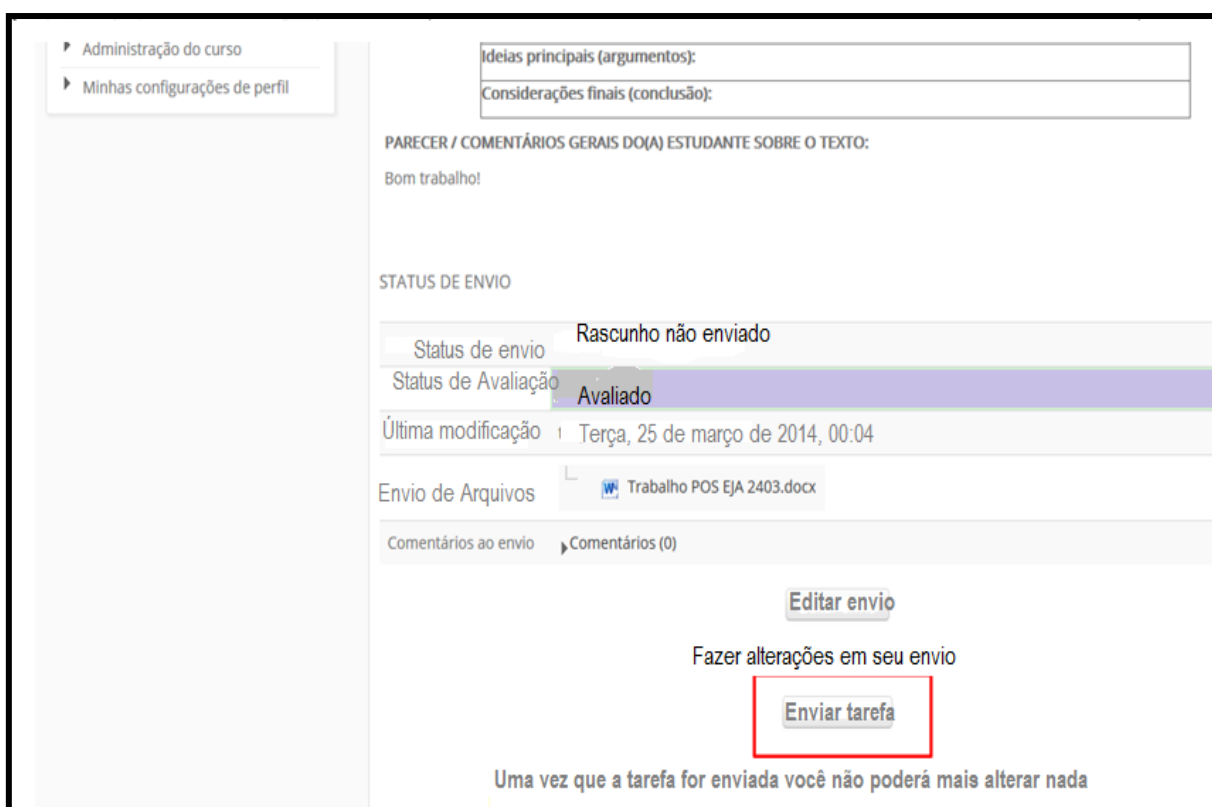 Administração do curso
Minhas configurações de perfil
Ideias principais (argumentos):
Considerações finais (conclusão):
PARECER / COMENTÁRIOS GERAIS DO(A) ESTUDANTE SOBRE O TEXTO:
Bom trabalho!
STATUS DE ENVIO
Status de envio Rascunho não enviado
Status de Avaliação Avaliado
Última modificação Terça, 25 de março de 2014, 00:04
Envio de Arquivos Trabalho POS EJA 2403.docx
Comentários ao envio Comentários (0)
Editar envio
Fazer alterações em seu envio
Enviar tarefa
Uma vez que a tarefa for enviada você não poderá mais alterar nada